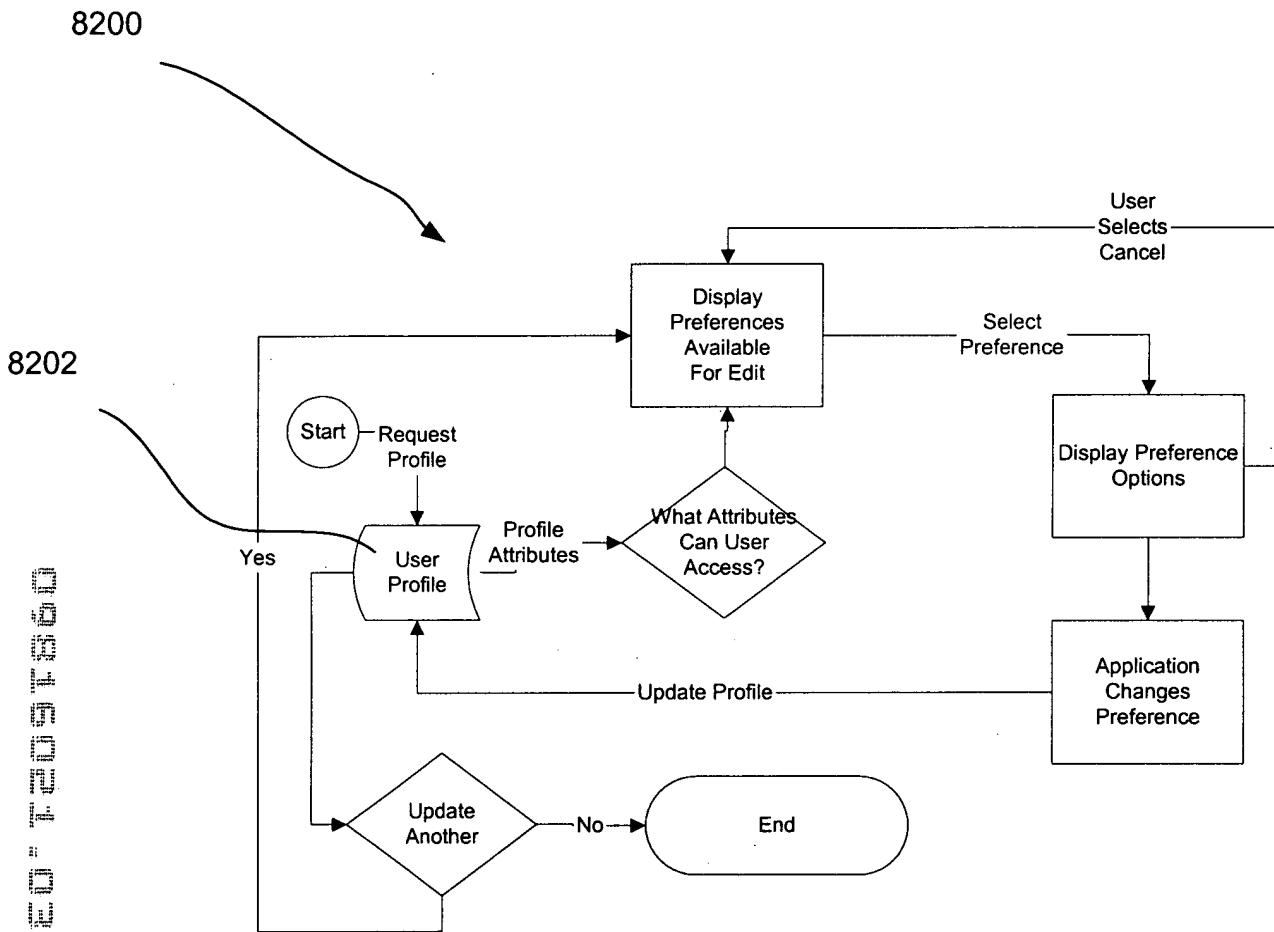 8200
User
Selects
Cancel
Display
Preferences
Available
For Edit
Select
Preference
8202
Start
Request
Profile
Display Preference
Options
What Attributes
Can User
Access?
Profile
Attributes
User
Profile
Yes
Application
Changes
Preference
Update Profile
Update
Another
No
End